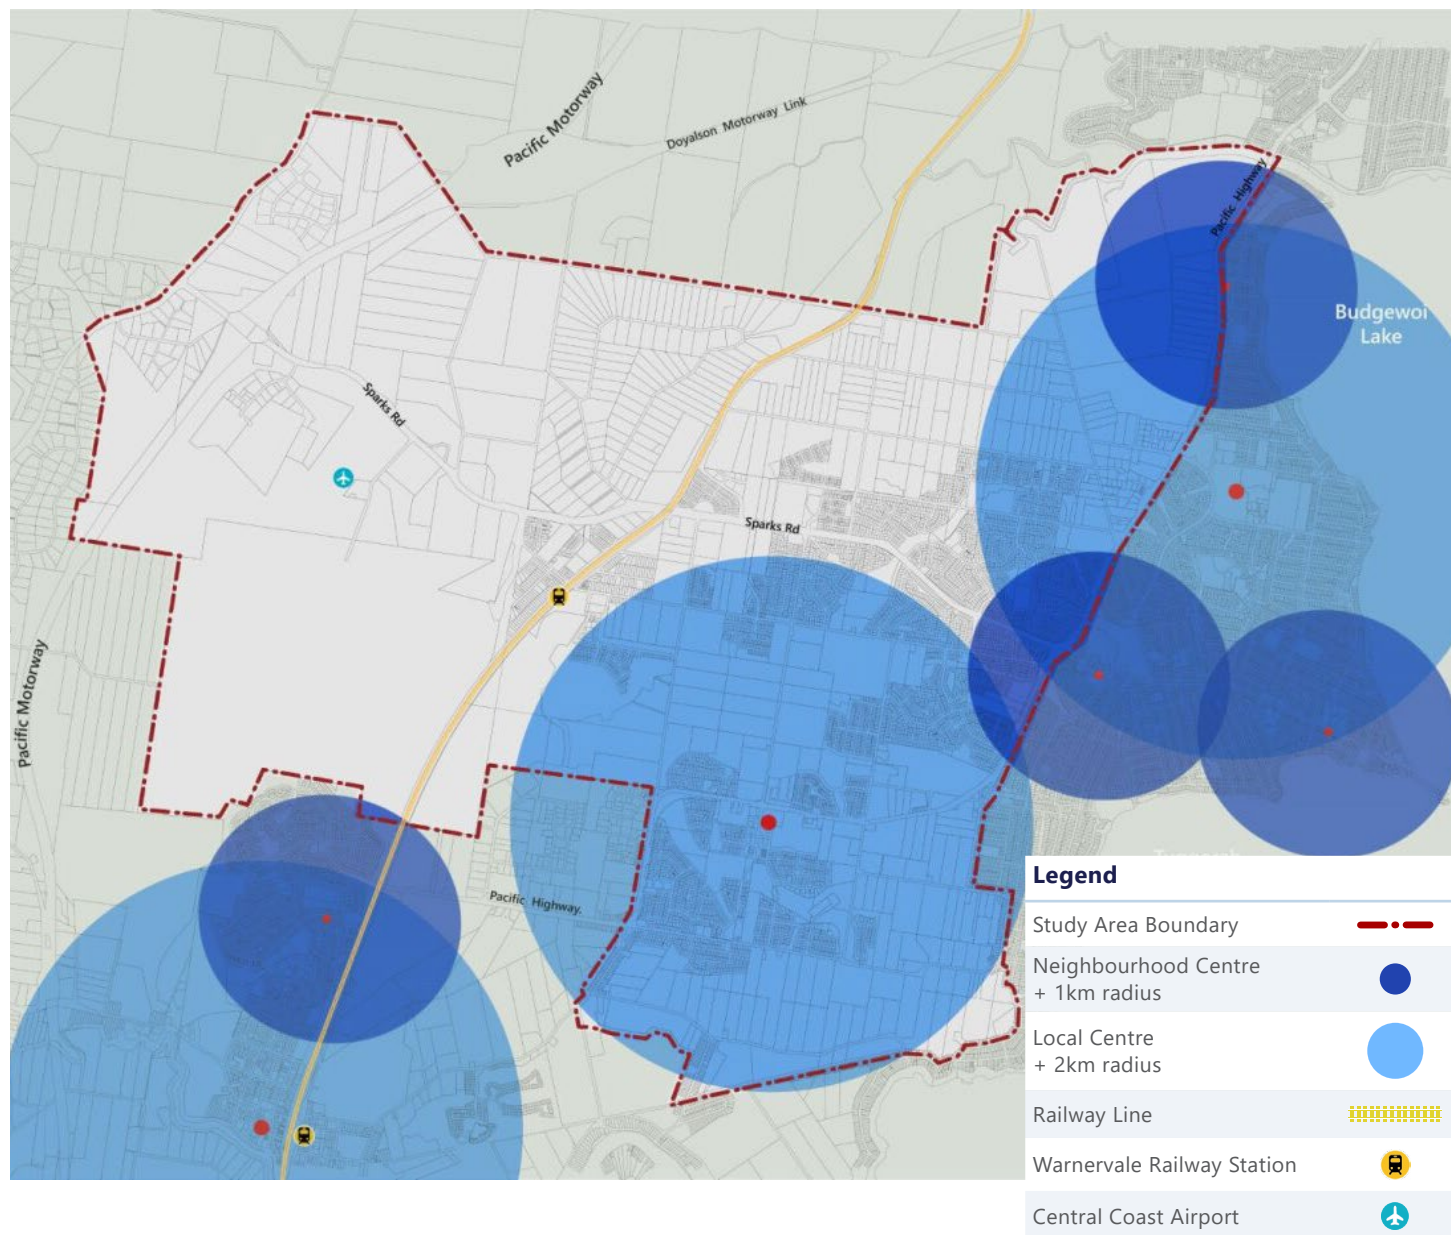 Pacific Motorway
Doyalson Motorway Link
Pacific Highway
Budgewoi
Lake
Sparks Rd
Sparks Rd
Pacific Motorway
Pacific Highway.
Legend
Study Area Boundary
Neighbourhood Centre
+ 1km radius
Local Centre
+ 2km radius
Railway Line
Warnervale Railway Station
Central Coast Airport